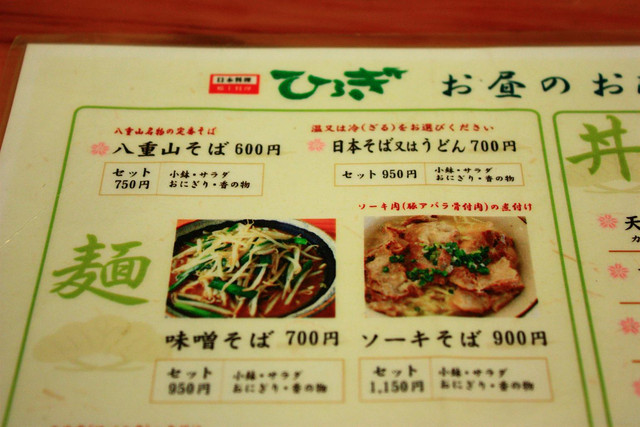 日本料理
ひるぎ
お昼のお
八重山名物の定番そば
八重山そば 600円
セット 750円
小鉢・サラダ
おにぎり・香の物
温又は冷(ざる)をお選びください
日本そば又はうどん 700円
セット 950円
小鉢・サラダ
おにぎり・香の物
麺
味噌そば 700円
セット 950円
小鉢・サラダ
おにぎり・香の物
ソーキ肉(豚アバラ骨付肉)の煮付け
ソーキそば 900円
セット 1,150円
小鉢・サラダ
おにぎり・香の物
丼
天
カ